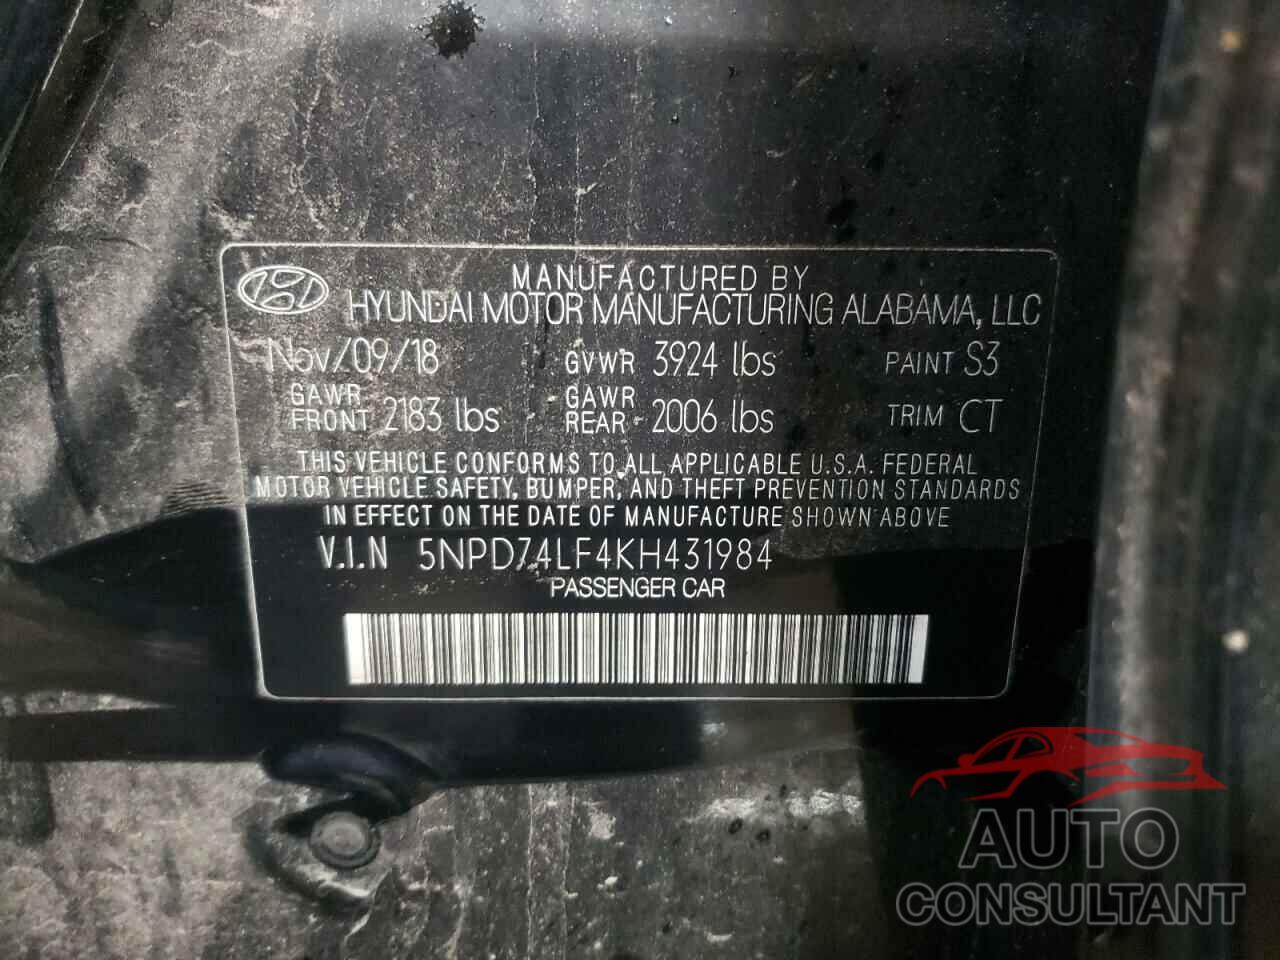 MANUFACTURED BY
HYUNDAI MOTOR MANUFACTURING ALABAMA, LLC
Nov/09/18 GVWR 3924 lbs PAINT S3
GAWR FRONT 2183 lbs GAWR REAR 2006 lbs TRIM CT
THIS VEHICLE CONFORMS TO ALL APPLICABLE U.S.A. FEDERAL
MOTOR VEHICLE SAFETY, BUMPER, AND THEFT PREVENTION STANDARDS
IN EFFECT ON THE DATE OF MANUFACTURE SHOWN ABOVE
V.I.N 5NPD74LF4KH431984
PASSENGER CAR
AUTO
CONSULTANT